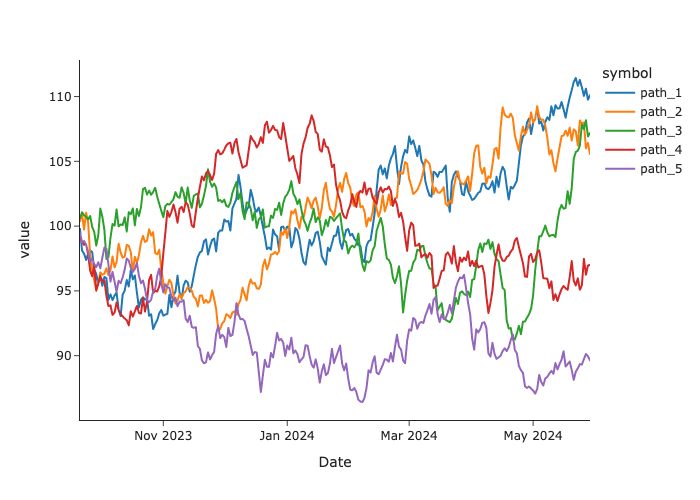 symbol
path_1
path_2
path_3
path_4
path_5
110
105
100
95
90
value
Nov 2023
Jan 2024
Mar 2024
May 2024
Date